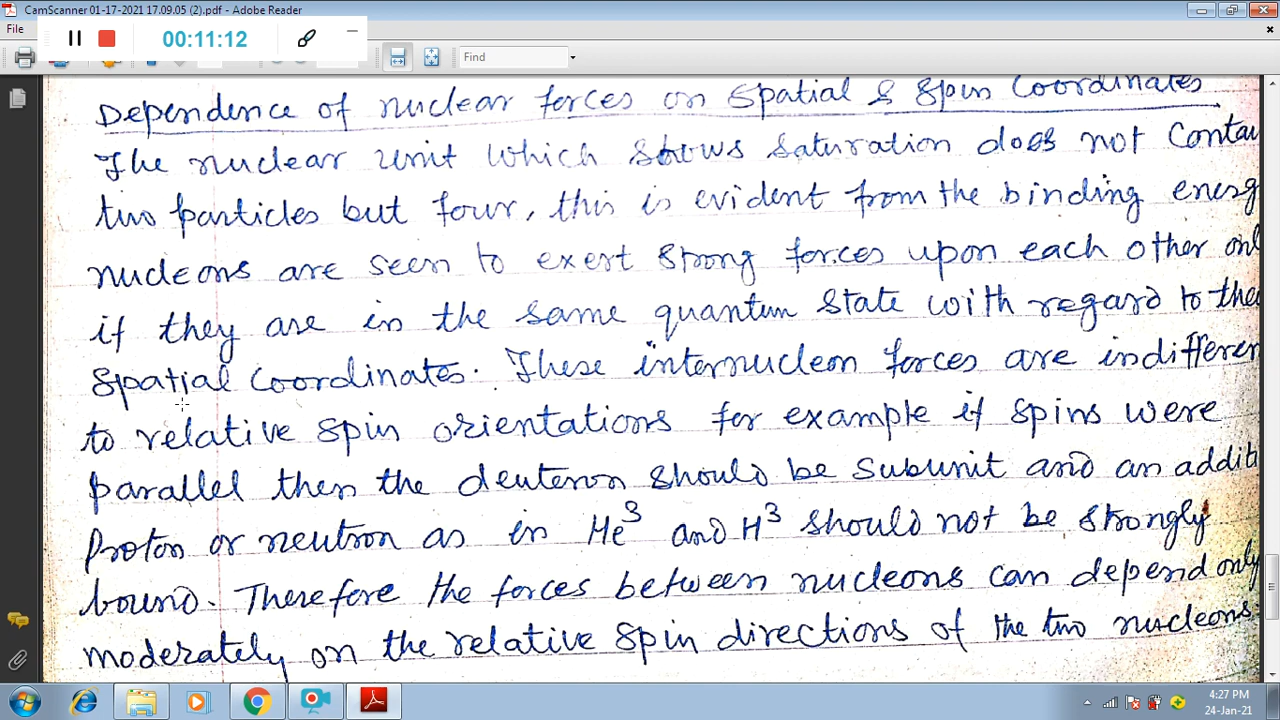 CamScanner 01-17-2021 17.09.05 (2).pdf - Adobe Reader
File
00:11:12
Find
Dependence of nuclear forces on Spatial & Spin Coordinates
The nuclear unit which shows saturation does not Contai
two particles but four, this is evident from the binding energ
nucleons are seen to exert strong forces upon each other onl
if they are in the same quantum state with regard to thei
spatial coordinates. These internucleon forces are indifferen
to relative spin orientations for example if spins were
parallel then the deuteron should be subunit and an addit
Proton or neutron as in He³ and H³ should not be strongly
bound. Therefore the forces between nucleons can depend only
moderately on the relative spin directions of the two nucleons.
4:27 PM
24-Jan-21